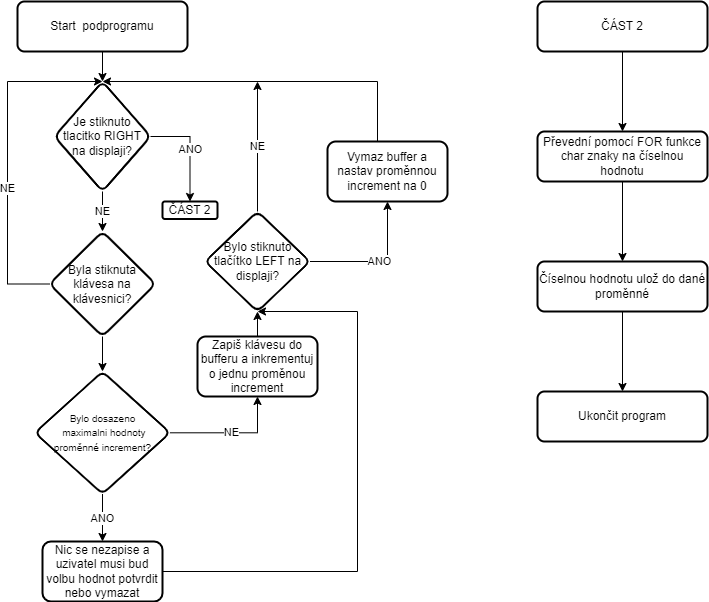 Start podprogramu
Je stiknuto
tlacitko RIGHT
na displaji?
ANO
ČÁST 2
NE
NE
Byla stiknuta
klávesa na
klávesnici?
Bylo dosazeno
maximalni hodnoty
proměnné increment?
NE
ANO
Nic se nezapise a
uzivatel musi bud
volbu hodnot potvrdit
nebo vymazat
Zapiš klávesu do
bufferu a inkrementuj
o jednu proměnou
increment
Bylo stiknuto
tlačítko LEFT na
displaji?
NE
ANO
Vymaz buffer a
nastav proměnnou
increment na 0
ČÁST 2
Převední pomocí FOR funkce
char znaky na číselnou
hodnotu
Číselnou hodnotu ulož do dané
proměnné
Ukončit program